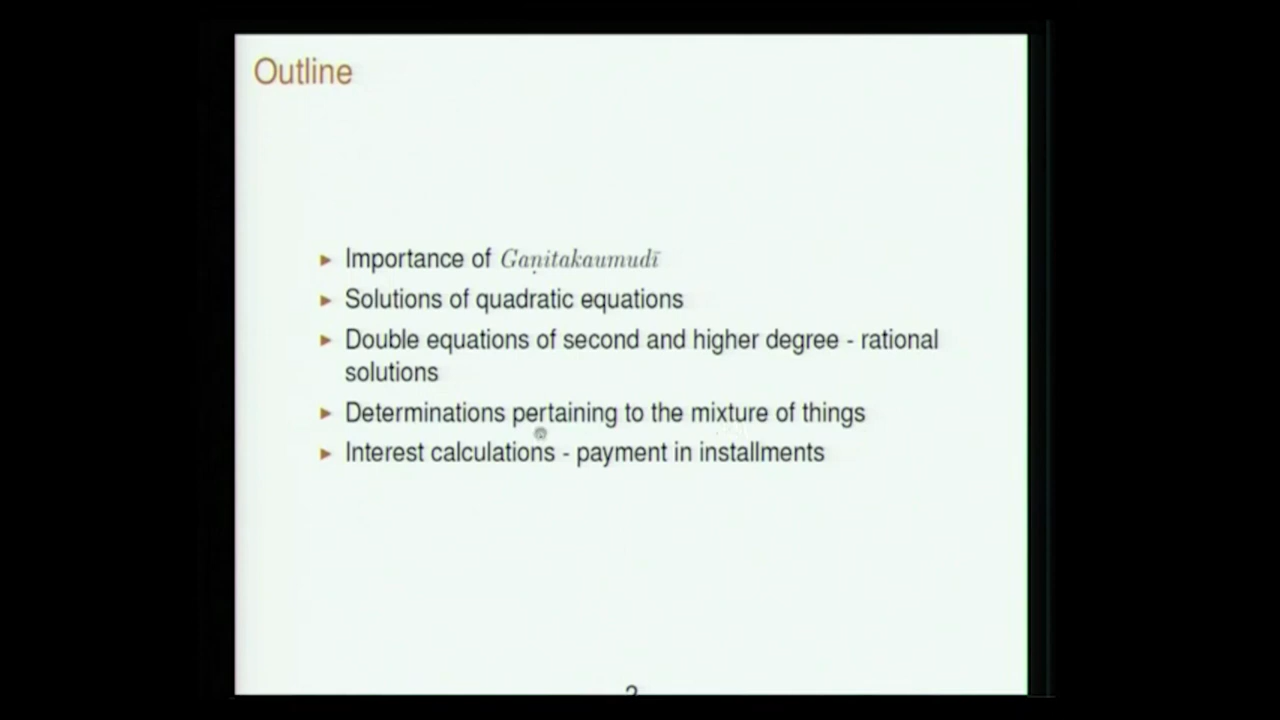 Outline
► Importance of Gaṇitakaumudī
► Solutions of quadratic equations
► Double equations of second and higher degree - rational
solutions
► Determinations pertaining to the mixture of things
► Interest calculations - payment in installments
2